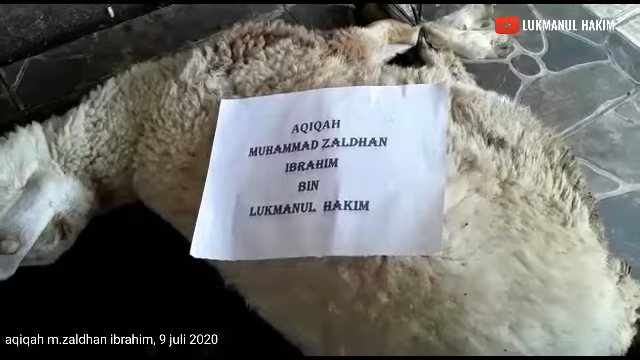 LUKMANUL HAKIM
AQIQAH
MUHAMMAD ZALDHAN
IBRAHIM
BIN
LUKMANUL HAKIM
aqiqah m.zaldhan ibrahim, 9 juli 2020